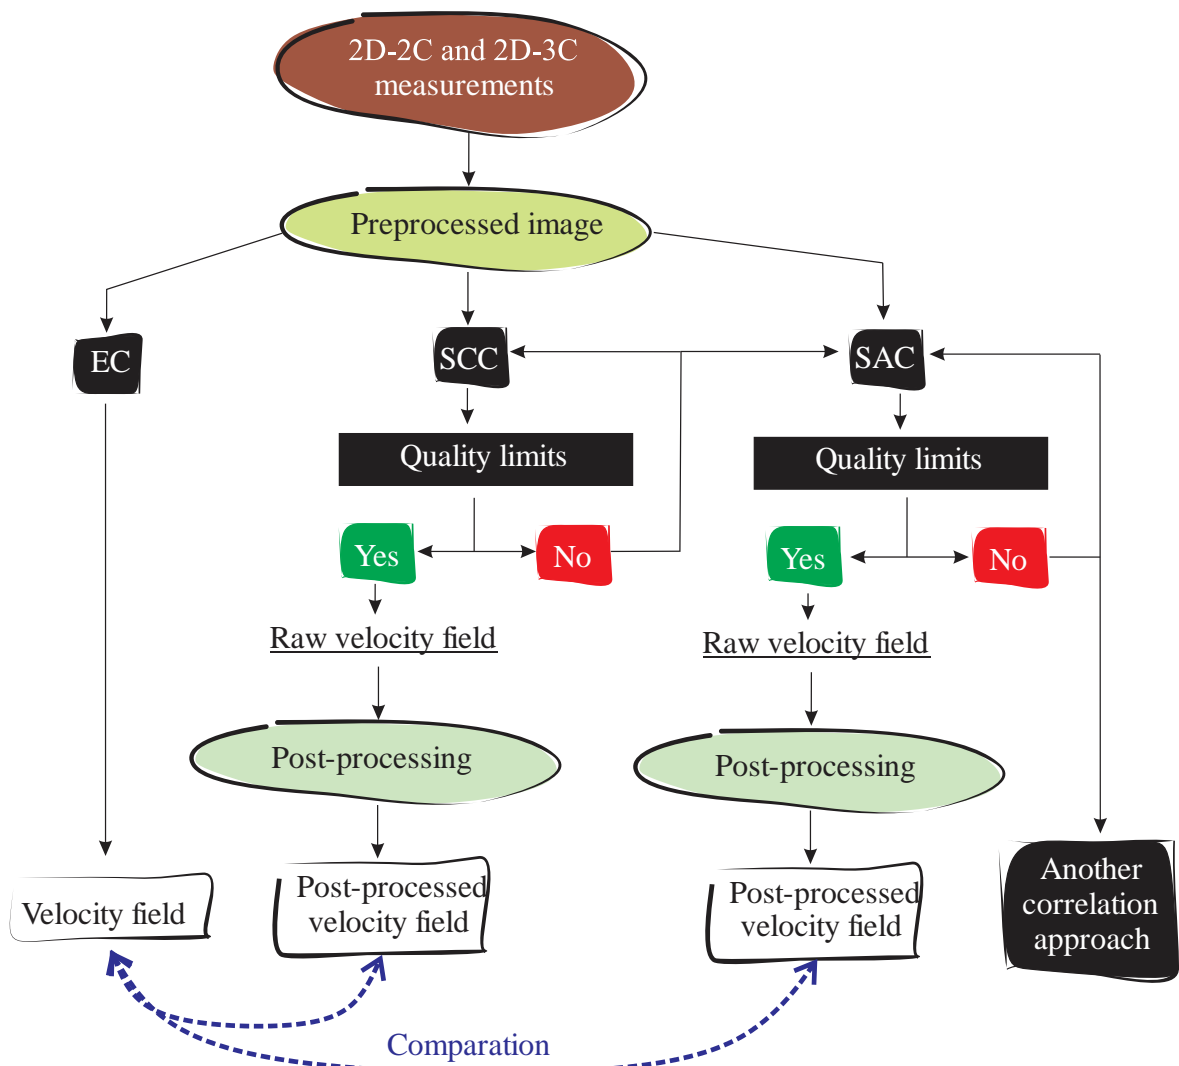 2D-2C and 2D-3C
measurements
Preprocessed image
EC
SCC
SAC
Quality limits
Quality limits
Yes
No
Yes
No
Raw velocity field
Raw velocity field
Post-processing
Post-processing
Velocity field
Post-processed
velocity field
Post-processed
velocity field
Another
correlation
approach
Comparation